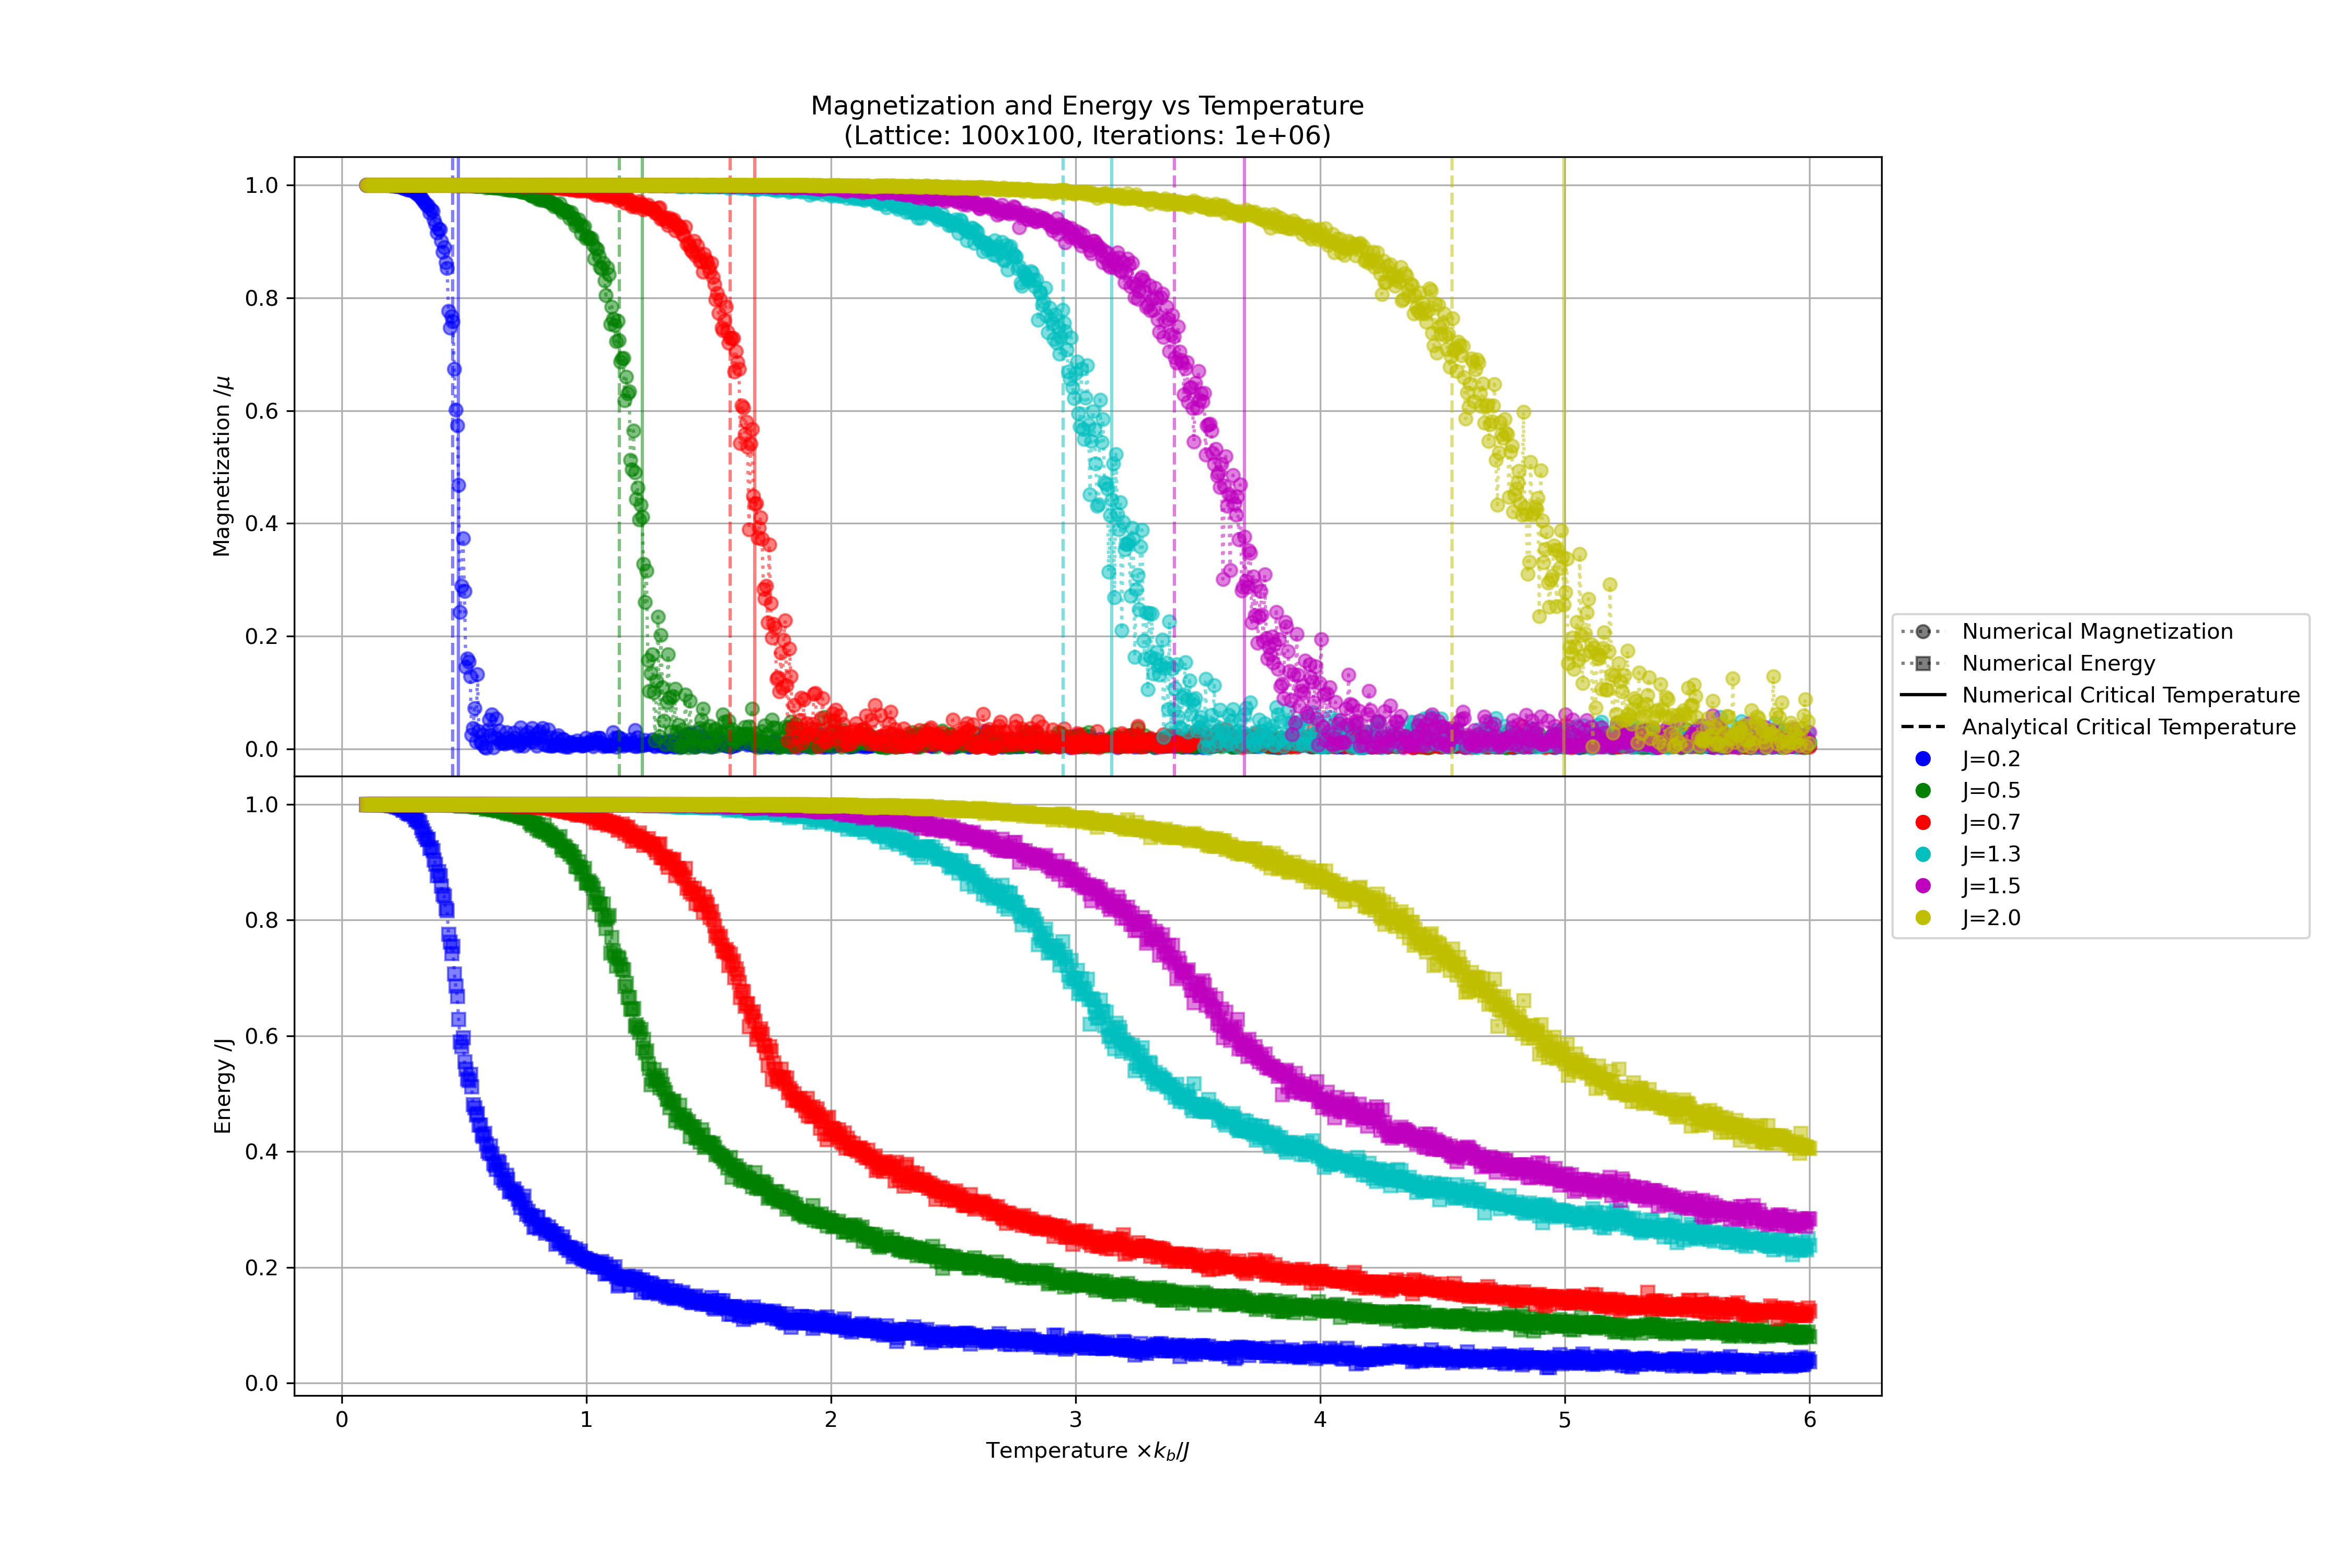 Magnetization and Energy vs Temperature
(Lattice: 100x100, Iterations: 1e+06)
1.0
0.8
0.6
0.4
0.2
0.0
Magnetization /μ
1.0
0.8
0.6
0.4
0.2
0.0
Energy /J
0 1 2 3 4 5 6
Temperature ×k_b/J
Numerical Magnetization
Numerical Energy
Numerical Critical Temperature
Analytical Critical Temperature
J=0.2
J=0.5
J=0.7
J=1.3
J=1.5
J=2.0